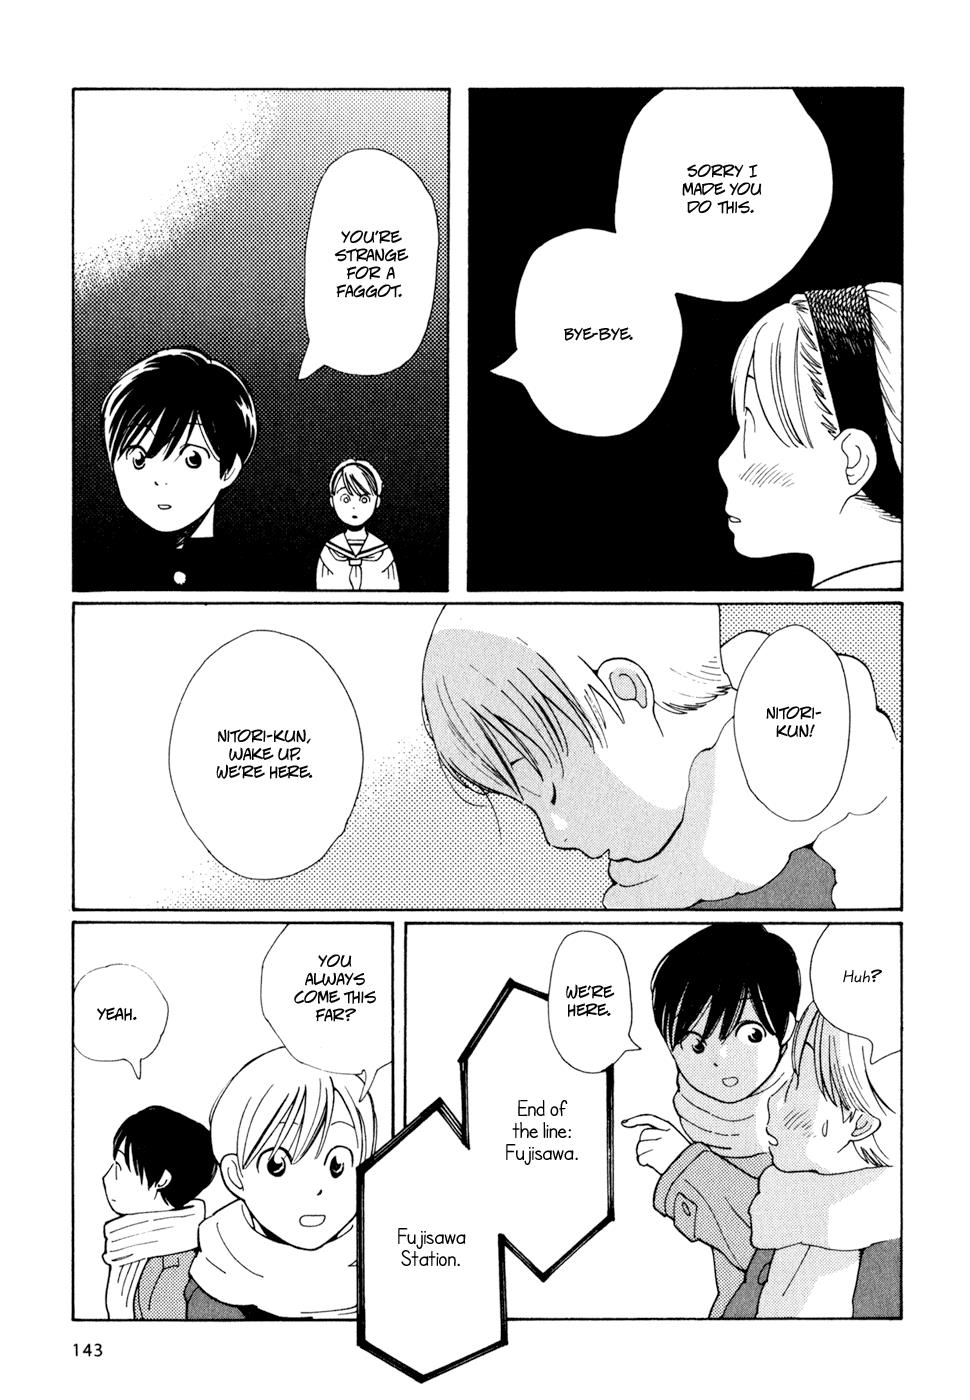 SORRY I
MADE YOU
DO THIS.
BYE-BYE.
YOU'RE
STRANGE
FOR A
FAGGOT.
NITORI-
KUN!
NITORI-KUN,
WAKE UP.
WE'RE HERE.
Huh?
WE'RE
HERE.
End of
the line:
Fujisawa.
Fujisawa
Station.
YOU
ALWAYS
COME THIS
FAR?
YEAH.
143